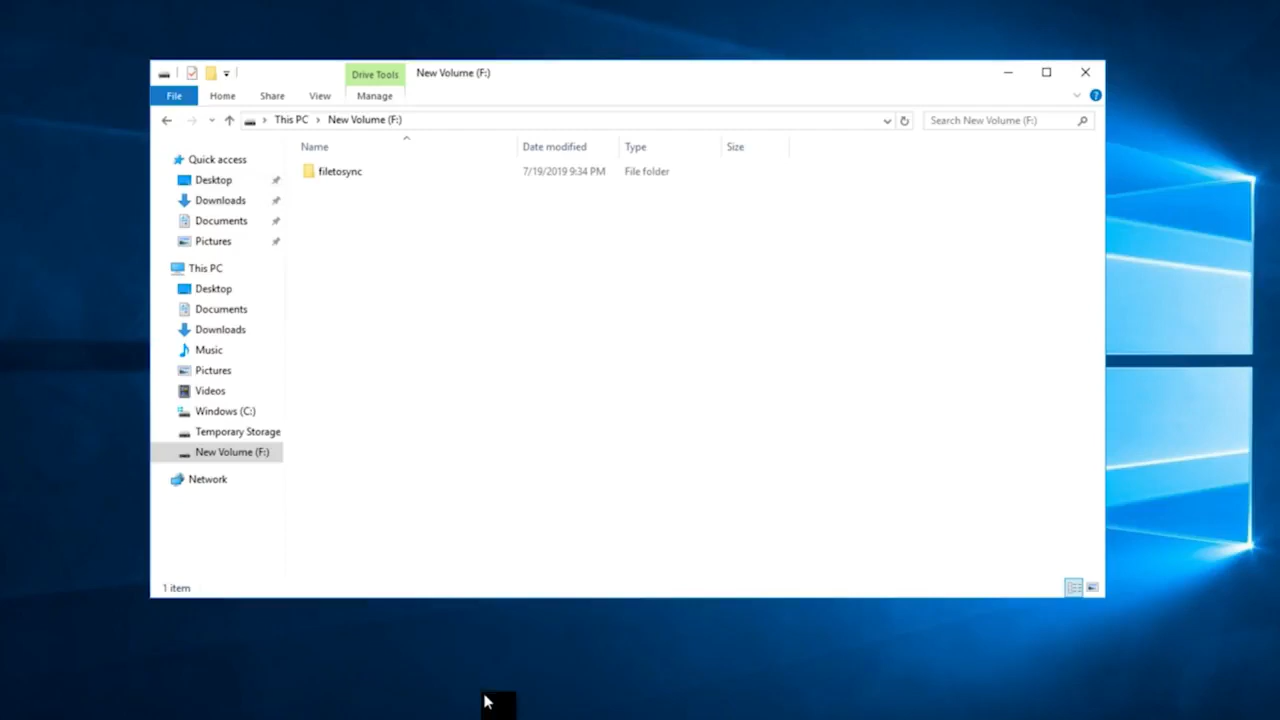 Drive Tools
New Volume (F:)
File
Home
Share
View
Manage
This PC
New Volume (F:)
Search New Volume (F:)
Name
Date modified
Type
Size
filetosync
7/19/2019 9:34 PM
File folder
Quick access
Desktop
Downloads
Documents
Pictures
This PC
Desktop
Documents
Downloads
Music
Pictures
Videos
Windows (C:)
Temporary Storage
New Volume (F:)
Network
1 item